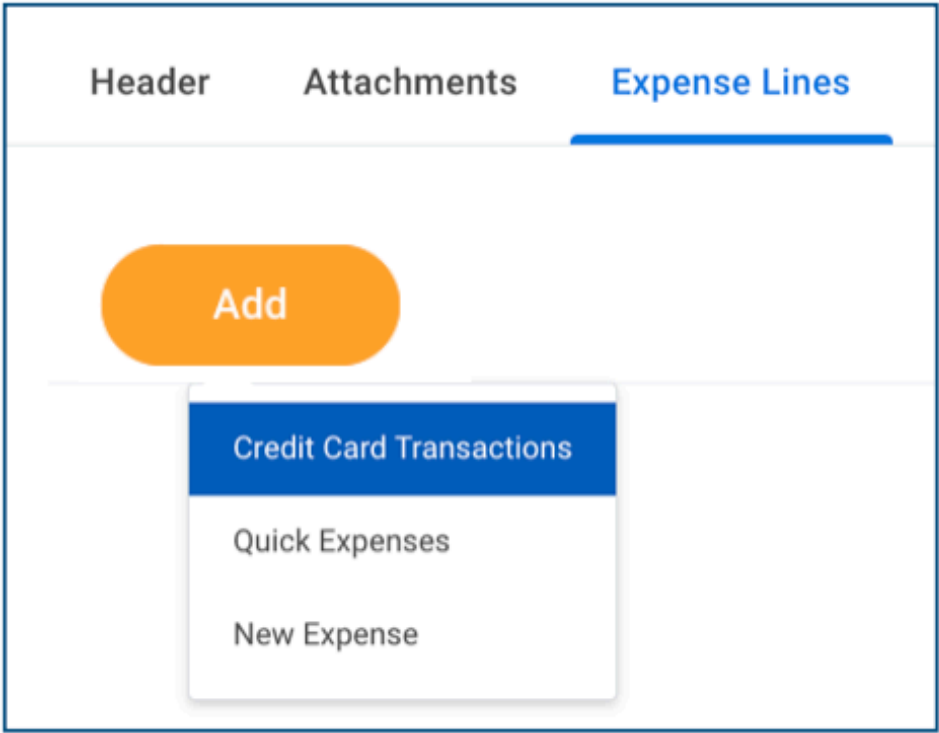 Header Attachments Expense Lines
Add
Credit Card Transactions
Quick Expenses
New Expense